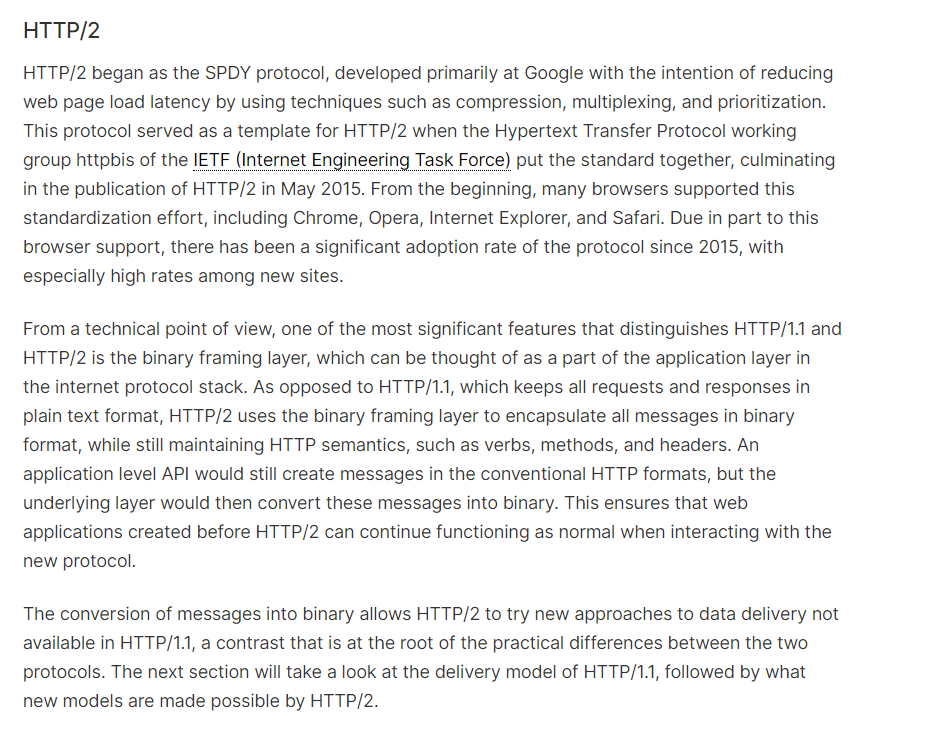 HTTP/2
HTTP/2 began as the SPDY protocol, developed primarily at Google with the intention of reducing
web page load latency by using techniques such as compression, multiplexing, and prioritization.
This protocol served as a template for HTTP/2 when the Hypertext Transfer Protocol working
group httpbis of the IETF (Internet Engineering Task Force) put the standard together, culminating
in the publication of HTTP/2 in May 2015. From the beginning, many browsers supported this
standardization effort, including Chrome, Opera, Internet Explorer, and Safari. Due in part to this
browser support, there has been a significant adoption rate of the protocol since 2015, with
especially high rates among new sites.
From a technical point of view, one of the most significant features that distinguishes HTTP/1.1 and
HTTP/2 is the binary framing layer, which can be thought of as a part of the application layer in
the internet protocol stack. As opposed to HTTP/1.1, which keeps all requests and responses in
plain text format, HTTP/2 uses the binary framing layer to encapsulate all messages in binary
format, while still maintaining HTTP semantics, such as verbs, methods, and headers. An
application level API would still create messages in the conventional HTTP formats, but the
underlying layer would then convert these messages into binary. This ensures that web
applications created before HTTP/2 can continue functioning as normal when interacting with the
new protocol.
The conversion of messages into binary allows HTTP/2 to try new approaches to data delivery not
available in HTTP/1.1, a contrast that is at the root of the practical differences between the two
protocols. The next section will take a look at the delivery model of HTTP/1.1, followed by what
new models are made possible by HTTP/2.